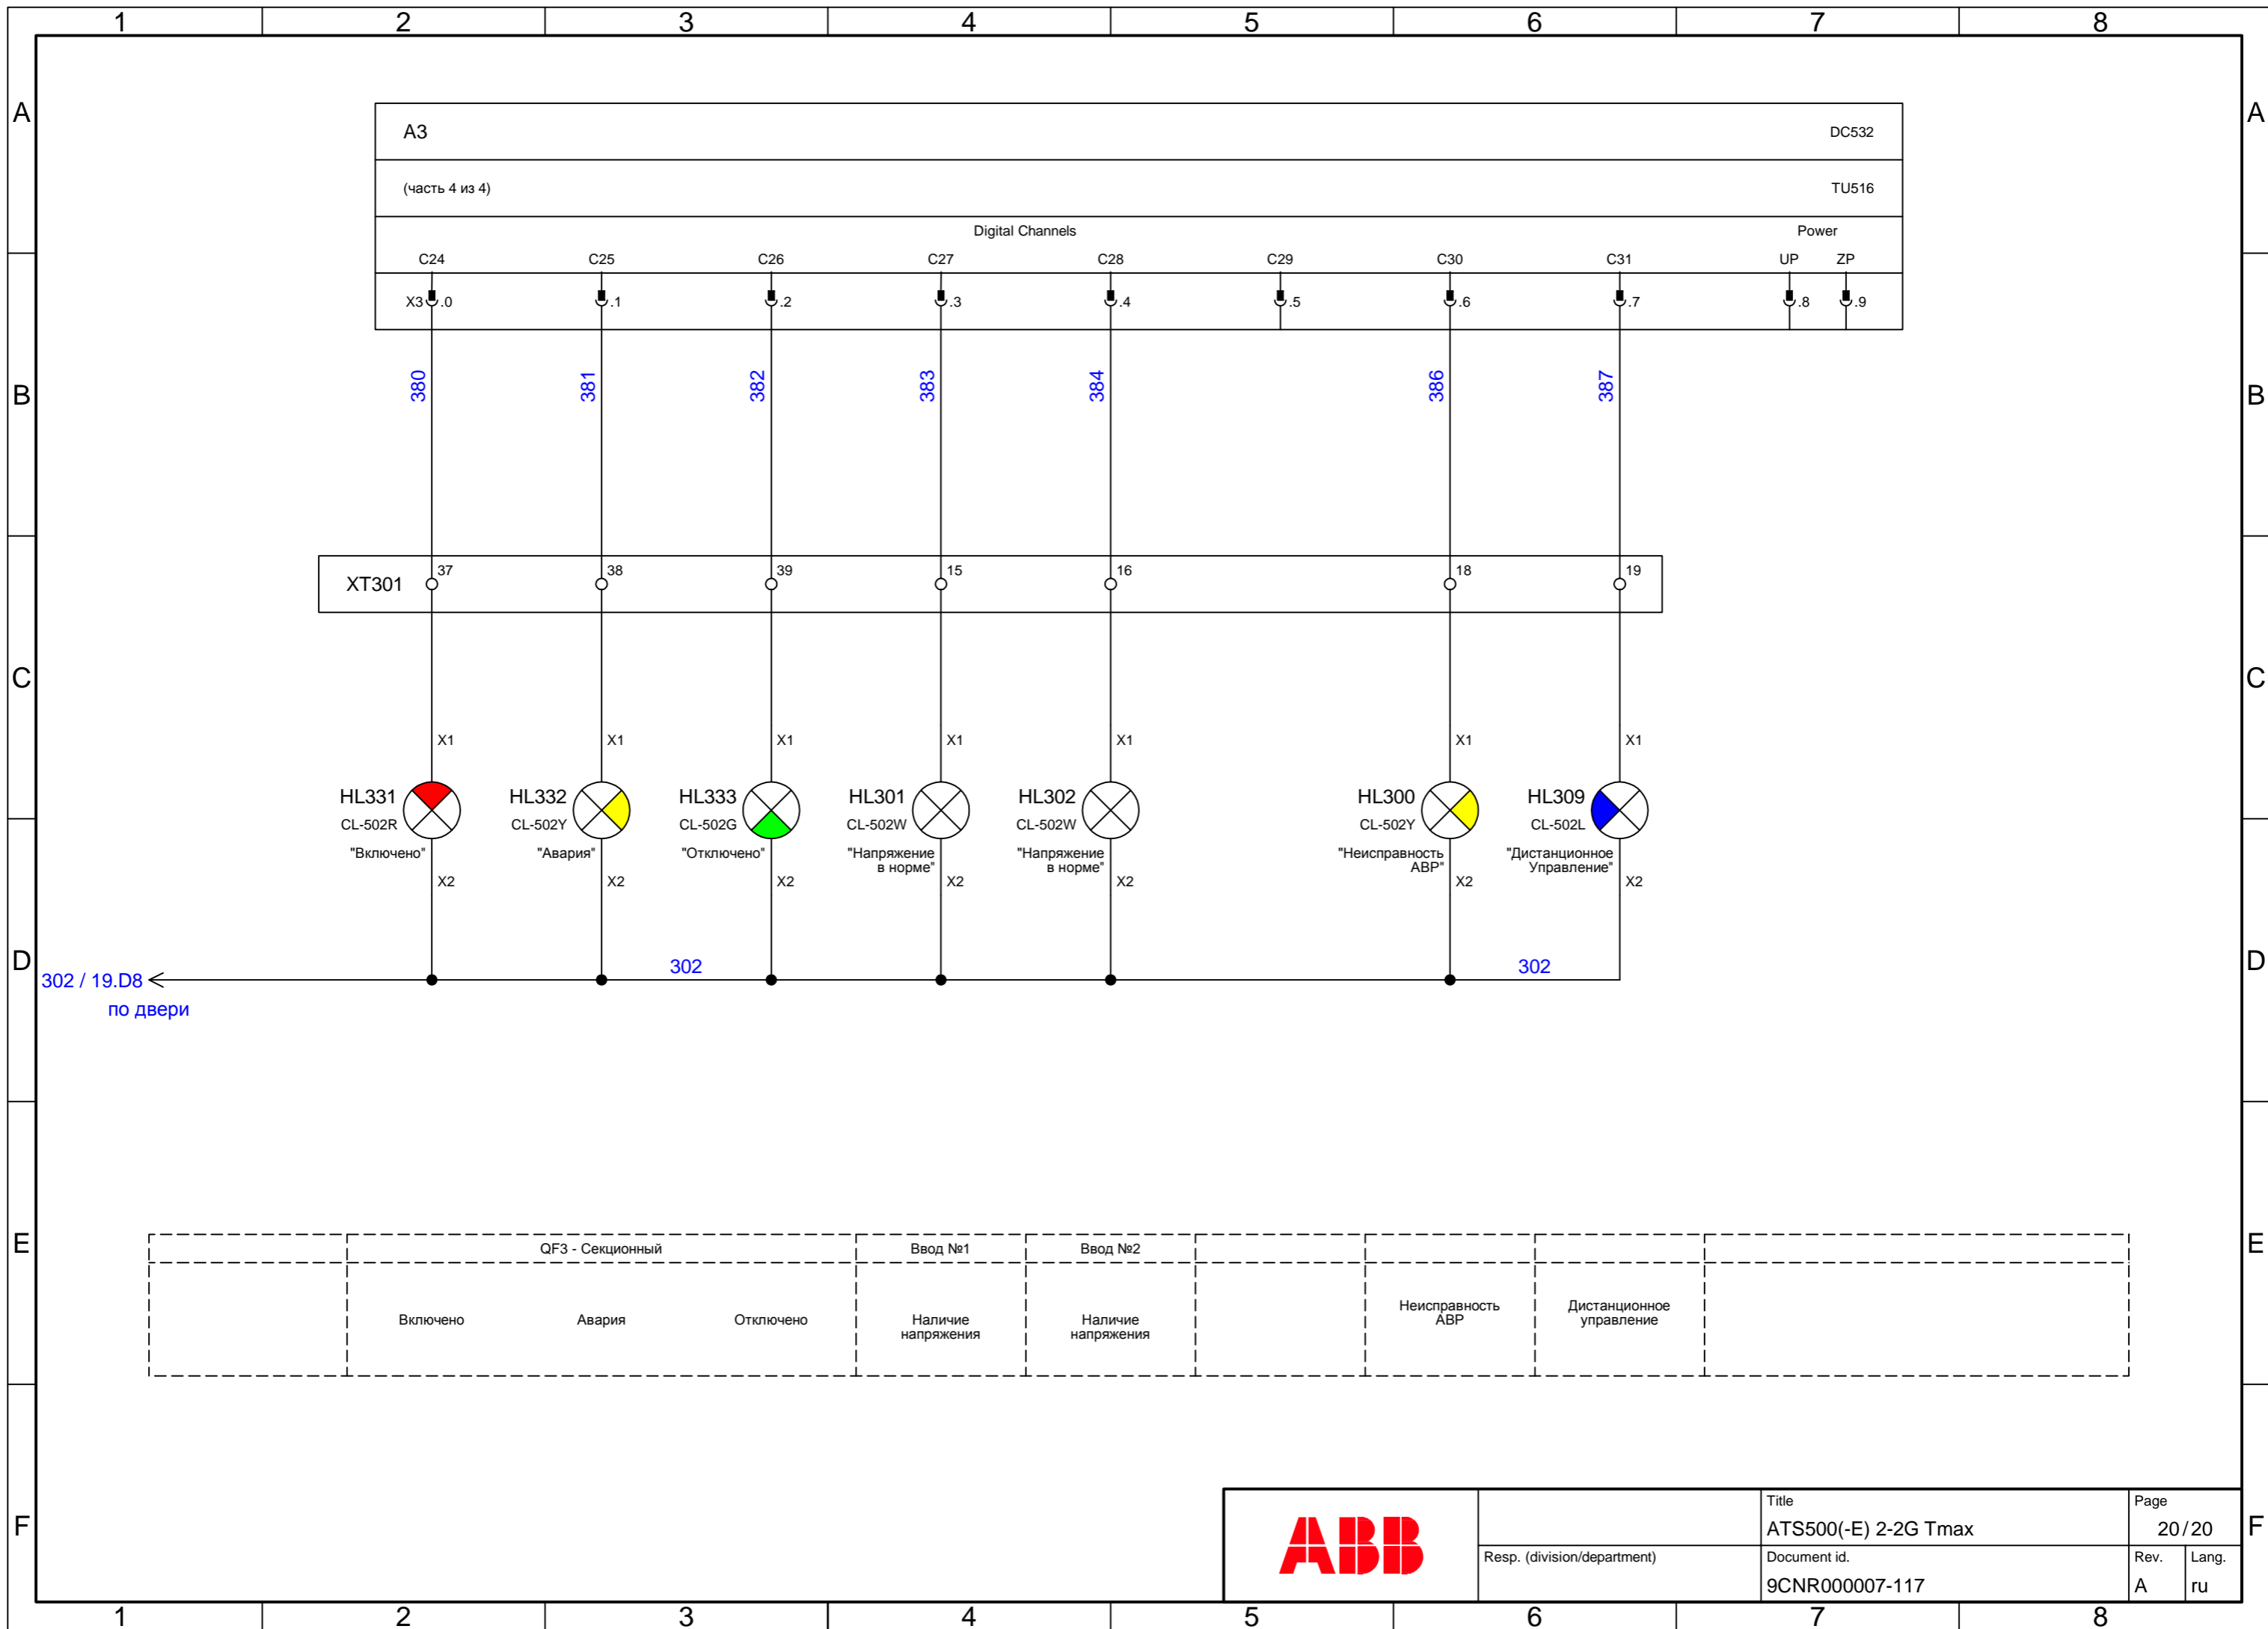 1 2 3 4 5 6 7 8
A A
A3 DC532
(часть 4 из 4) TU516
Digital Channels Power
C24 C25 C26 C27 C28 C29 C30 C31 UP ZP
X3 .0 .1 .2 .3 .4 .5 .6 .7 .8 .9
B B
380 381 382 383 384 386 387
XT301 37 38 39 15 16 18 19
C C
X1 X1 X1 X1 X1 X1 X1
HL331 HL332 HL333 HL301 HL302 HL300 HL309
CL-502R CL-502Y CL-502G CL-502W CL-502W CL-502Y CL-502L
"Включено" "Авария" "Отключено" "Напряжение "Напряжение "Неисправность "Дистанционное
в норме" в норме" АВР" Управление"
X2 X2 X2 X2 X2 X2 X2
D D
302 302
302 / 19.D8
по двери
E E
QF3 - Секционный Ввод №1 Ввод №2
Включено Авария Отключено Наличие Наличие Неисправность Дистанционное
напряжения напряжения АВР управление
F F
ABB
Title
ATS500(-E) 2-2G Tmax
Page
20/20
Resp. (division/department)
Document id.
9CNR000007-117
Rev. Lang.
A ru
1 2 3 4 5 6 7 8